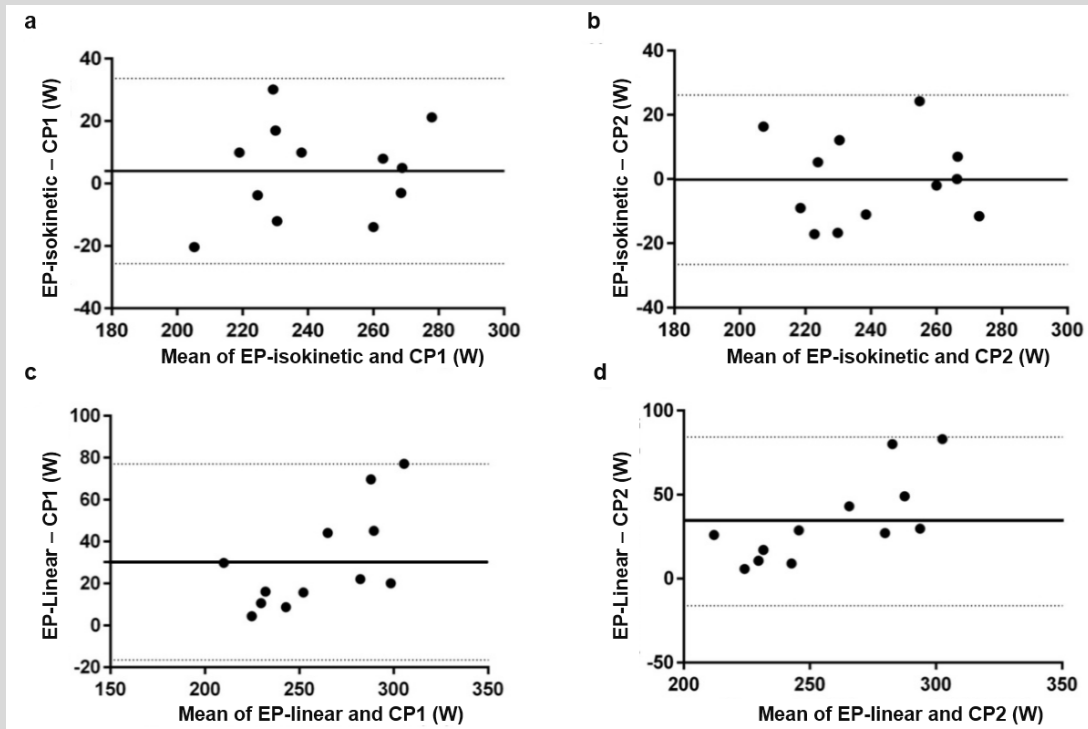 a
EP-isokinetic – CP1 (W)
40
20
0
-20
-40
180 200 220 240 260 280 300
Mean of EP-isokinetic and CP1 (W)
b
EP-isokinetic – CP2 (W)
40
20
0
-20
-40
180 200 220 240 260 280 300
Mean of EP-isokinetic and CP2 (W)
c
EP-Linear – CP1 (W)
100
80
60
40
20
0
-20
150 200 250 300 350
Mean of EP-linear and CP1 (W)
d
EP-Linear – CP2 (W)
100
50
0
-50
200 250 300 350
Mean of EP-linear and CP2 (W)